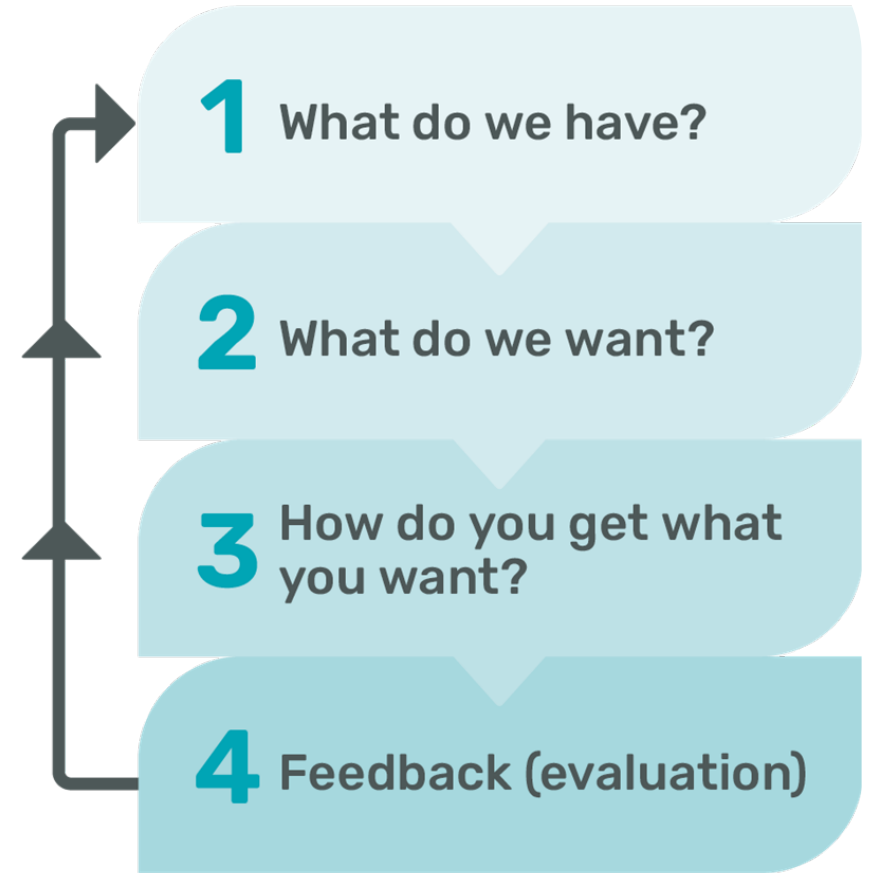 1 What do we have?
2 What do we want?
3 How do you get what
you want?
4 Feedback (evaluation)